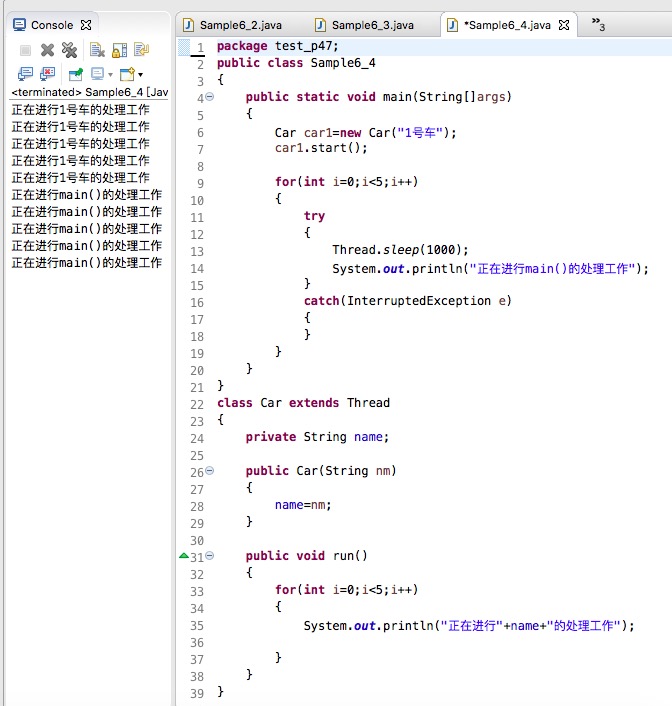 Console
<terminated> Sample6_4 [Jav
正在进行1号车的处理工作
正在进行1号车的处理工作
正在进行1号车的处理工作
正在进行1号车的处理工作
正在进行1号车的处理工作
正在进行main()的处理工作
正在进行main()的处理工作
正在进行main()的处理工作
正在进行main()的处理工作
正在进行main()的处理工作
Sample6_2.java Sample6_3.java *Sample6_4.java »3
1 package test_p47;
2 public class Sample6_4
3 {
4 public static void main(String[]args)
5 {
6 Car car1=new Car("1号车");
7 car1.start();
8
9 for(int i=0;i<5;i++)
10 {
11 try
12 {
13 Thread.sleep(1000);
14 System.out.println("正在进行main()的处理工作");
15 }
16 catch(InterruptedException e)
17 {
18 }
19 }
20 }
21 }
22 class Car extends Thread
23 {
24 private String name;
25
26 public Car(String nm)
27 {
28 name=nm;
29 }
30
31 public void run()
32 {
33 for(int i=0;i<5;i++)
34 {
35 System.out.println("正在进行"+name+"的处理工作");
36
37 }
38 }
39 }